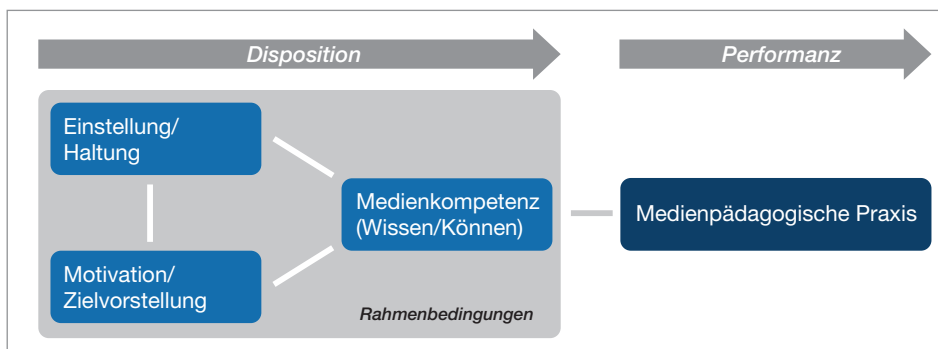 Disposition
Performanz
Einstellung/
Haltung
Medienkompetenz
(Wissen/Können)
Medienpädagogische Praxis
Motivation/
Zielvorstellung
Rahmenbedingungen